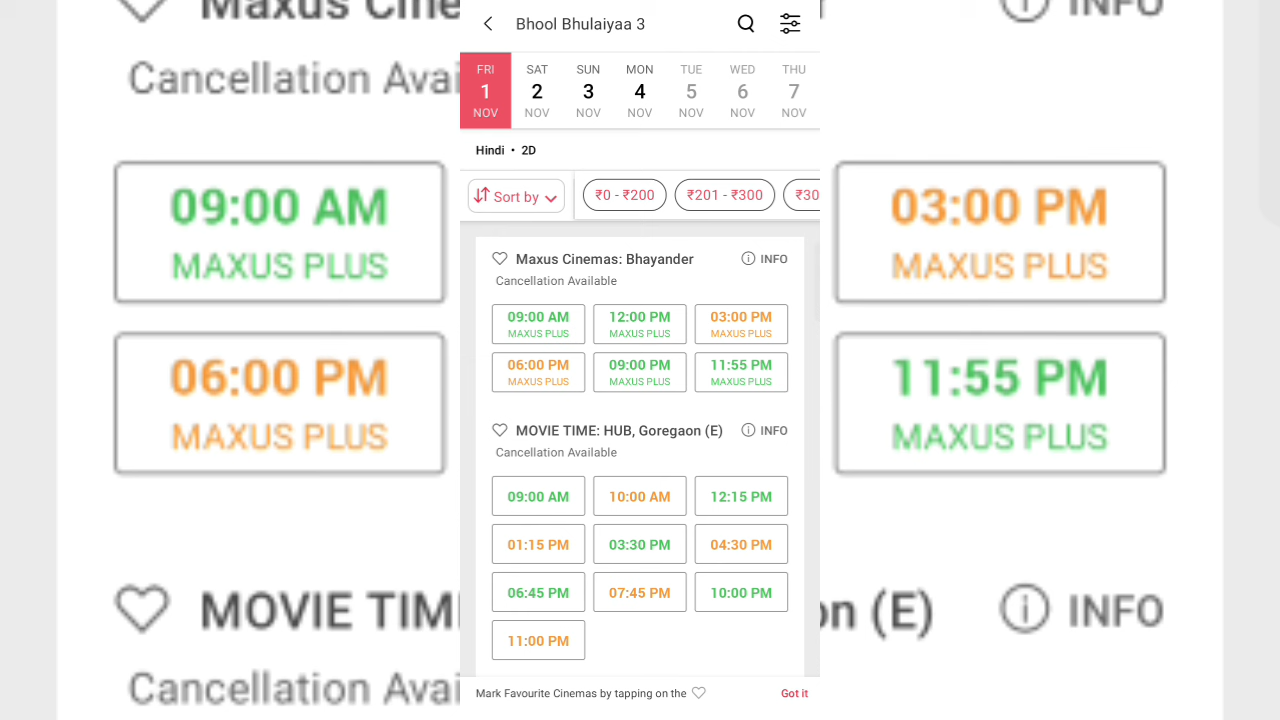 Bhool Bhulaiyaa 3
FRI SAT SUN MON TUE WED THU
1 2 3 4 5 6 7
NOV NOV NOV NOV NOV NOV NOV
Hindi • 2D
Sort by ₹0 - ₹200 ₹201 - ₹300 ₹30
Maxus Cinemas: Bhayander INFO
Cancellation Available
09:00 AM 12:00 PM 03:00 PM
MAXUS PLUS MAXUS PLUS MAXUS PLUS
06:00 PM 09:00 PM 11:55 PM
MAXUS PLUS MAXUS PLUS MAXUS PLUS
MOVIE TIME: HUB, Goregaon (E) INFO
Cancellation Available
09:00 AM 10:00 AM 12:15 PM
01:15 PM 03:30 PM 04:30 PM
06:45 PM 07:45 PM 10:00 PM
11:00 PM
Mark Favourite Cinemas by tapping on the Got it
Maxus Cine INFO
Cancellation Avai
09:00 AM 03:00 PM
MAXUS PLUS MAXUS PLUS
06:00 PM 11:55 PM
MAXUS PLUS MAXUS PLUS
MOVIE TIM on (E) INFO
Cancellation Avai